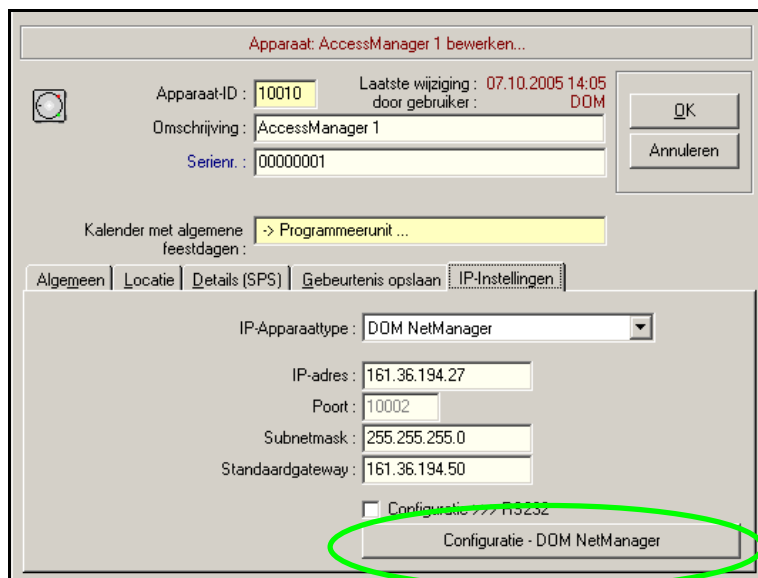 Apparaat: AccessManager 1 bewerken...
Apparaat-ID : 10010 Laatste wijziging : 07.10.2005 14:05
door gebruiker : DOM
OK
Omschrijving : AccessManager 1
Annuleren
Serienr. : 00000001
Kalender met algemene feestdagen : -> Programmeerunit ...
Algemeen Locatie Details (SPS) Gebeurtenis opslaan IP-Instellingen
IP-Apparaattype : DOM NetManager
IP-adres : 161.36.194.27
Poort : 10002
Subnetmask : 255.255.255.0
Standaardgateway : 161.36.194.50
Configuratie >>> RS232
Configuratie - DOM NetManager